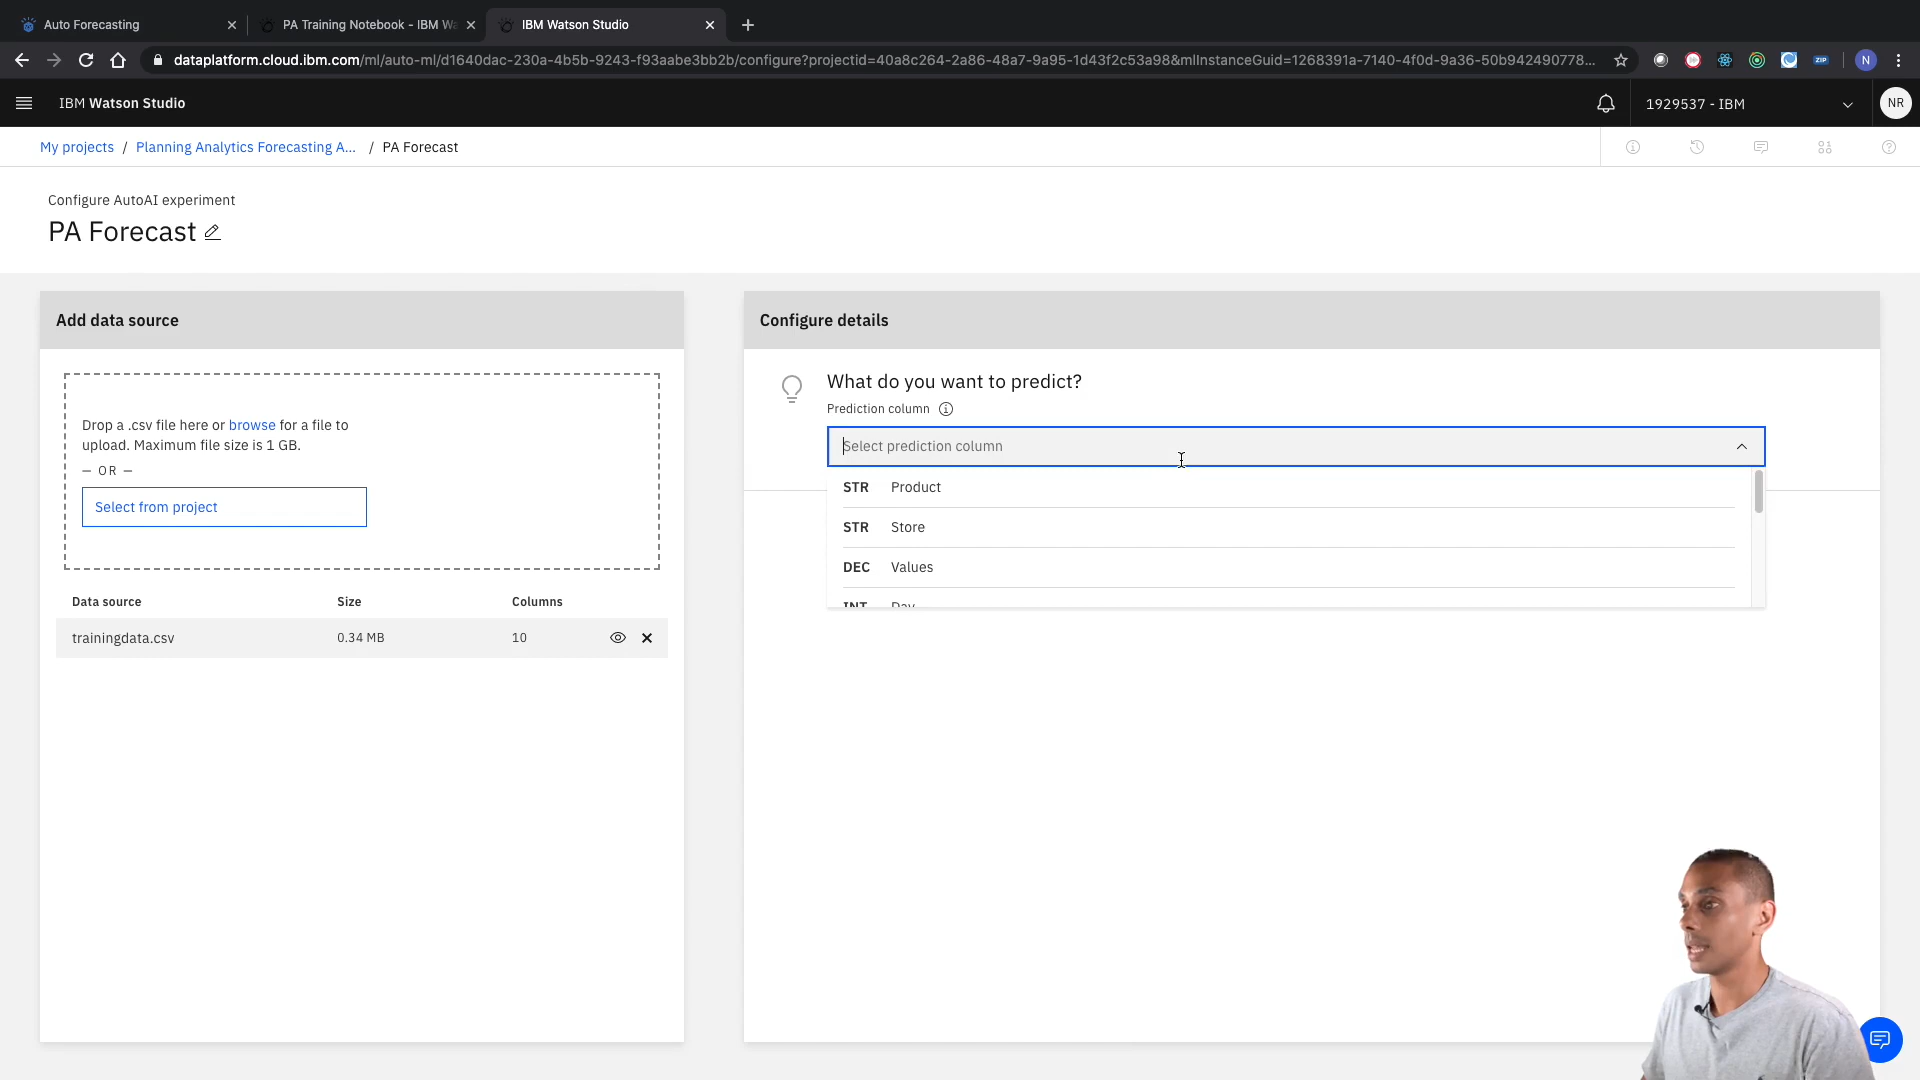 Auto Forecasting
PA Training Notebook - IBM Wa
IBM Watson Studio
dataplatform.cloud.ibm.com/ml/auto-ml/d1640dac-230a-4b5b-9243-f93aabe3bb2b/configure?projectid=40a8c264-2a86-48a7-9a95-1d43f2c53a98&mlInstanceGuid=1268391a-7140-4f0d-9a36-50b942490778...
ZIP
N
IBM Watson Studio
1929537 - IBM
NR
My projects / Planning Analytics Forecasting A... / PA Forecast
Configure AutoAI experiment
PA Forecast
Add data source
Drop a .csv file here or browse for a file to
upload. Maximum file size is 1 GB.
— OR —
Select from project
Data source Size Columns
trainingdata.csv 0.34 MB 10
Configure details
What do you want to predict?
Prediction column
Select prediction column
STR Product
STR Store
DEC Values
INT Day